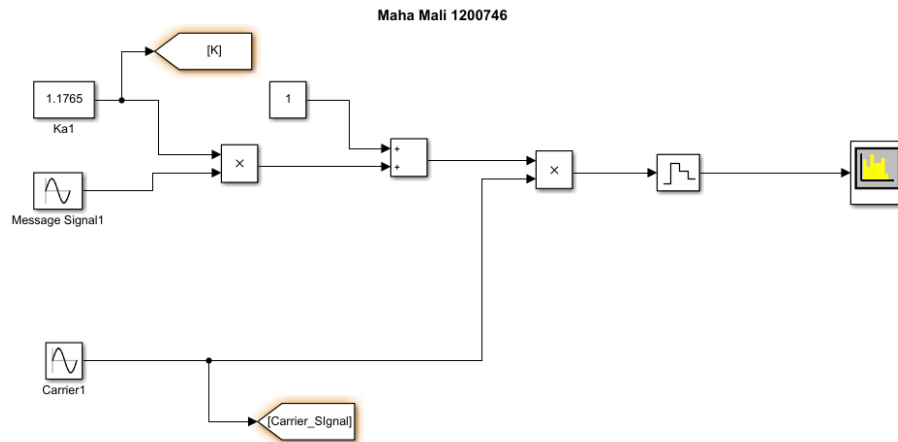 Maha Mali 1200746
[K]
1.1765
Ka1
1
×
+
+
×
Message Signal1
Carrier1
[Carrier_SIgnal]